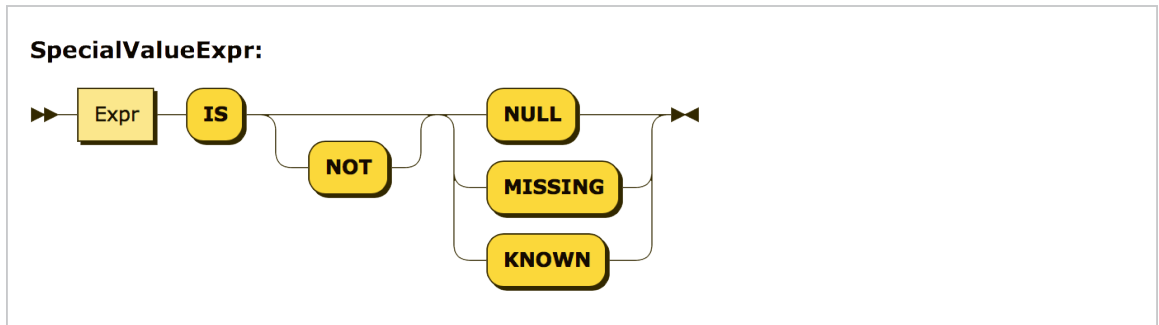 SpecialValueExpr:
Expr IS NULL
NOT
MISSING
KNOWN